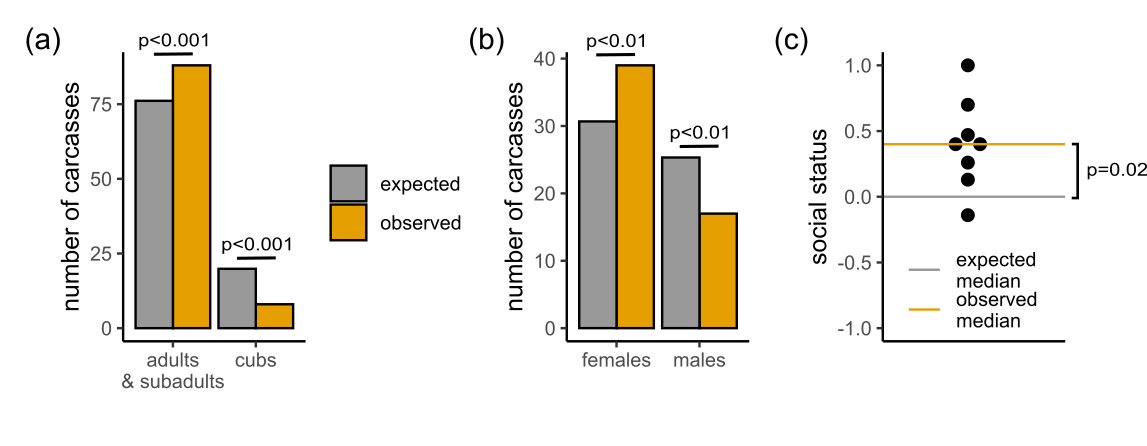 (a)
number of carcasses
75
50
25
0
p<0.001
p<0.001
adults
& subadults
cubs
expected
observed
(b)
number of carcasses
40
30
20
10
0
p<0.01
p<0.01
females
males
(c)
social status
1.0
0.5
0.0
-0.5
-1.0
p=0.02
expected
median
observed
median